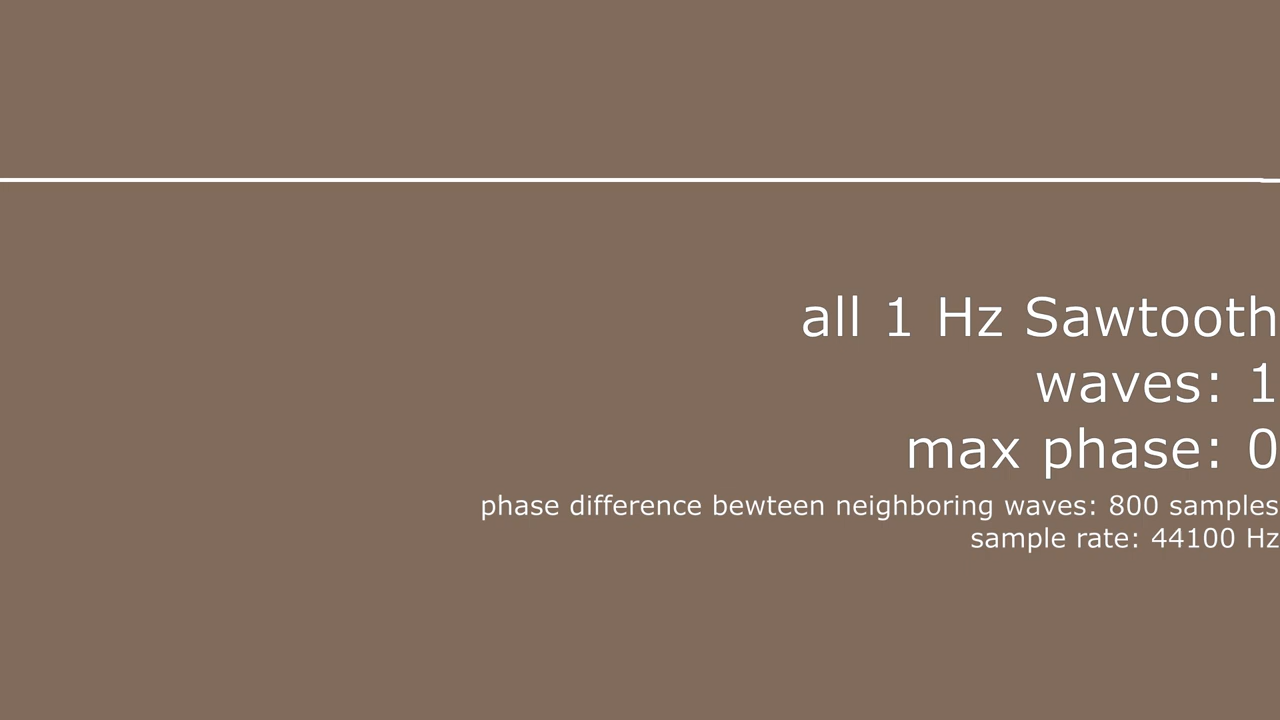 all 1 Hz Sawtooth
waves: 1
max phase: 0
phase difference bewteen neighboring waves: 800 samples
sample rate: 44100 Hz